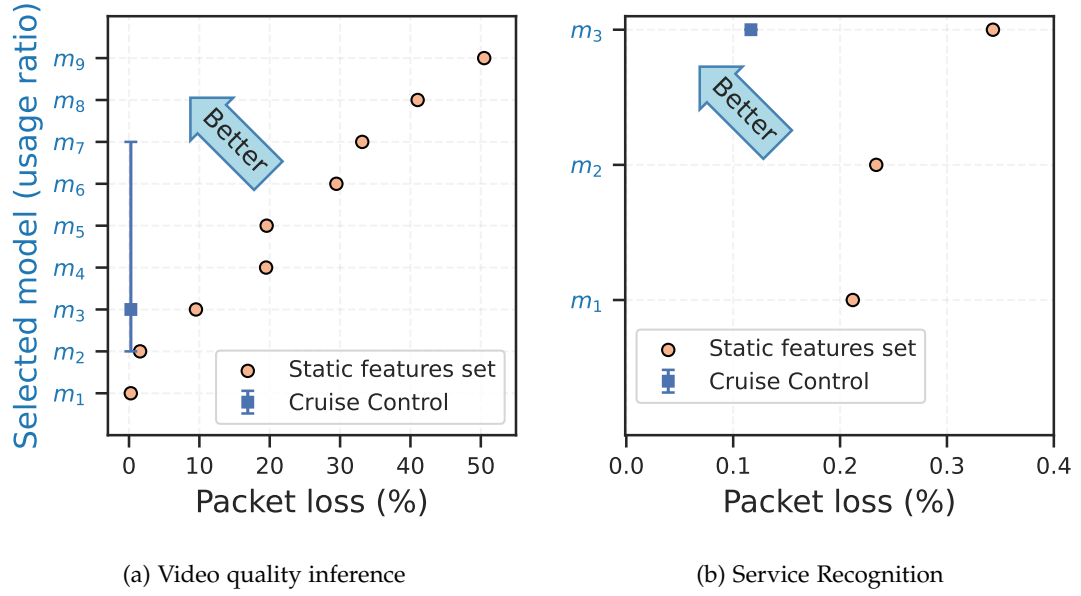 Selected model (usage ratio)
m₉
m₈
m₇
m₆
m₅
m₄
m₃
m₂
m₁
Better
Static features set
Cruise Control
0 10 20 30 40 50
Packet loss (%)
(a) Video quality inference
m₃
m₂
m₁
Better
Static features set
Cruise Control
0.0 0.1 0.2 0.3 0.4
Packet loss (%)
(b) Service Recognition